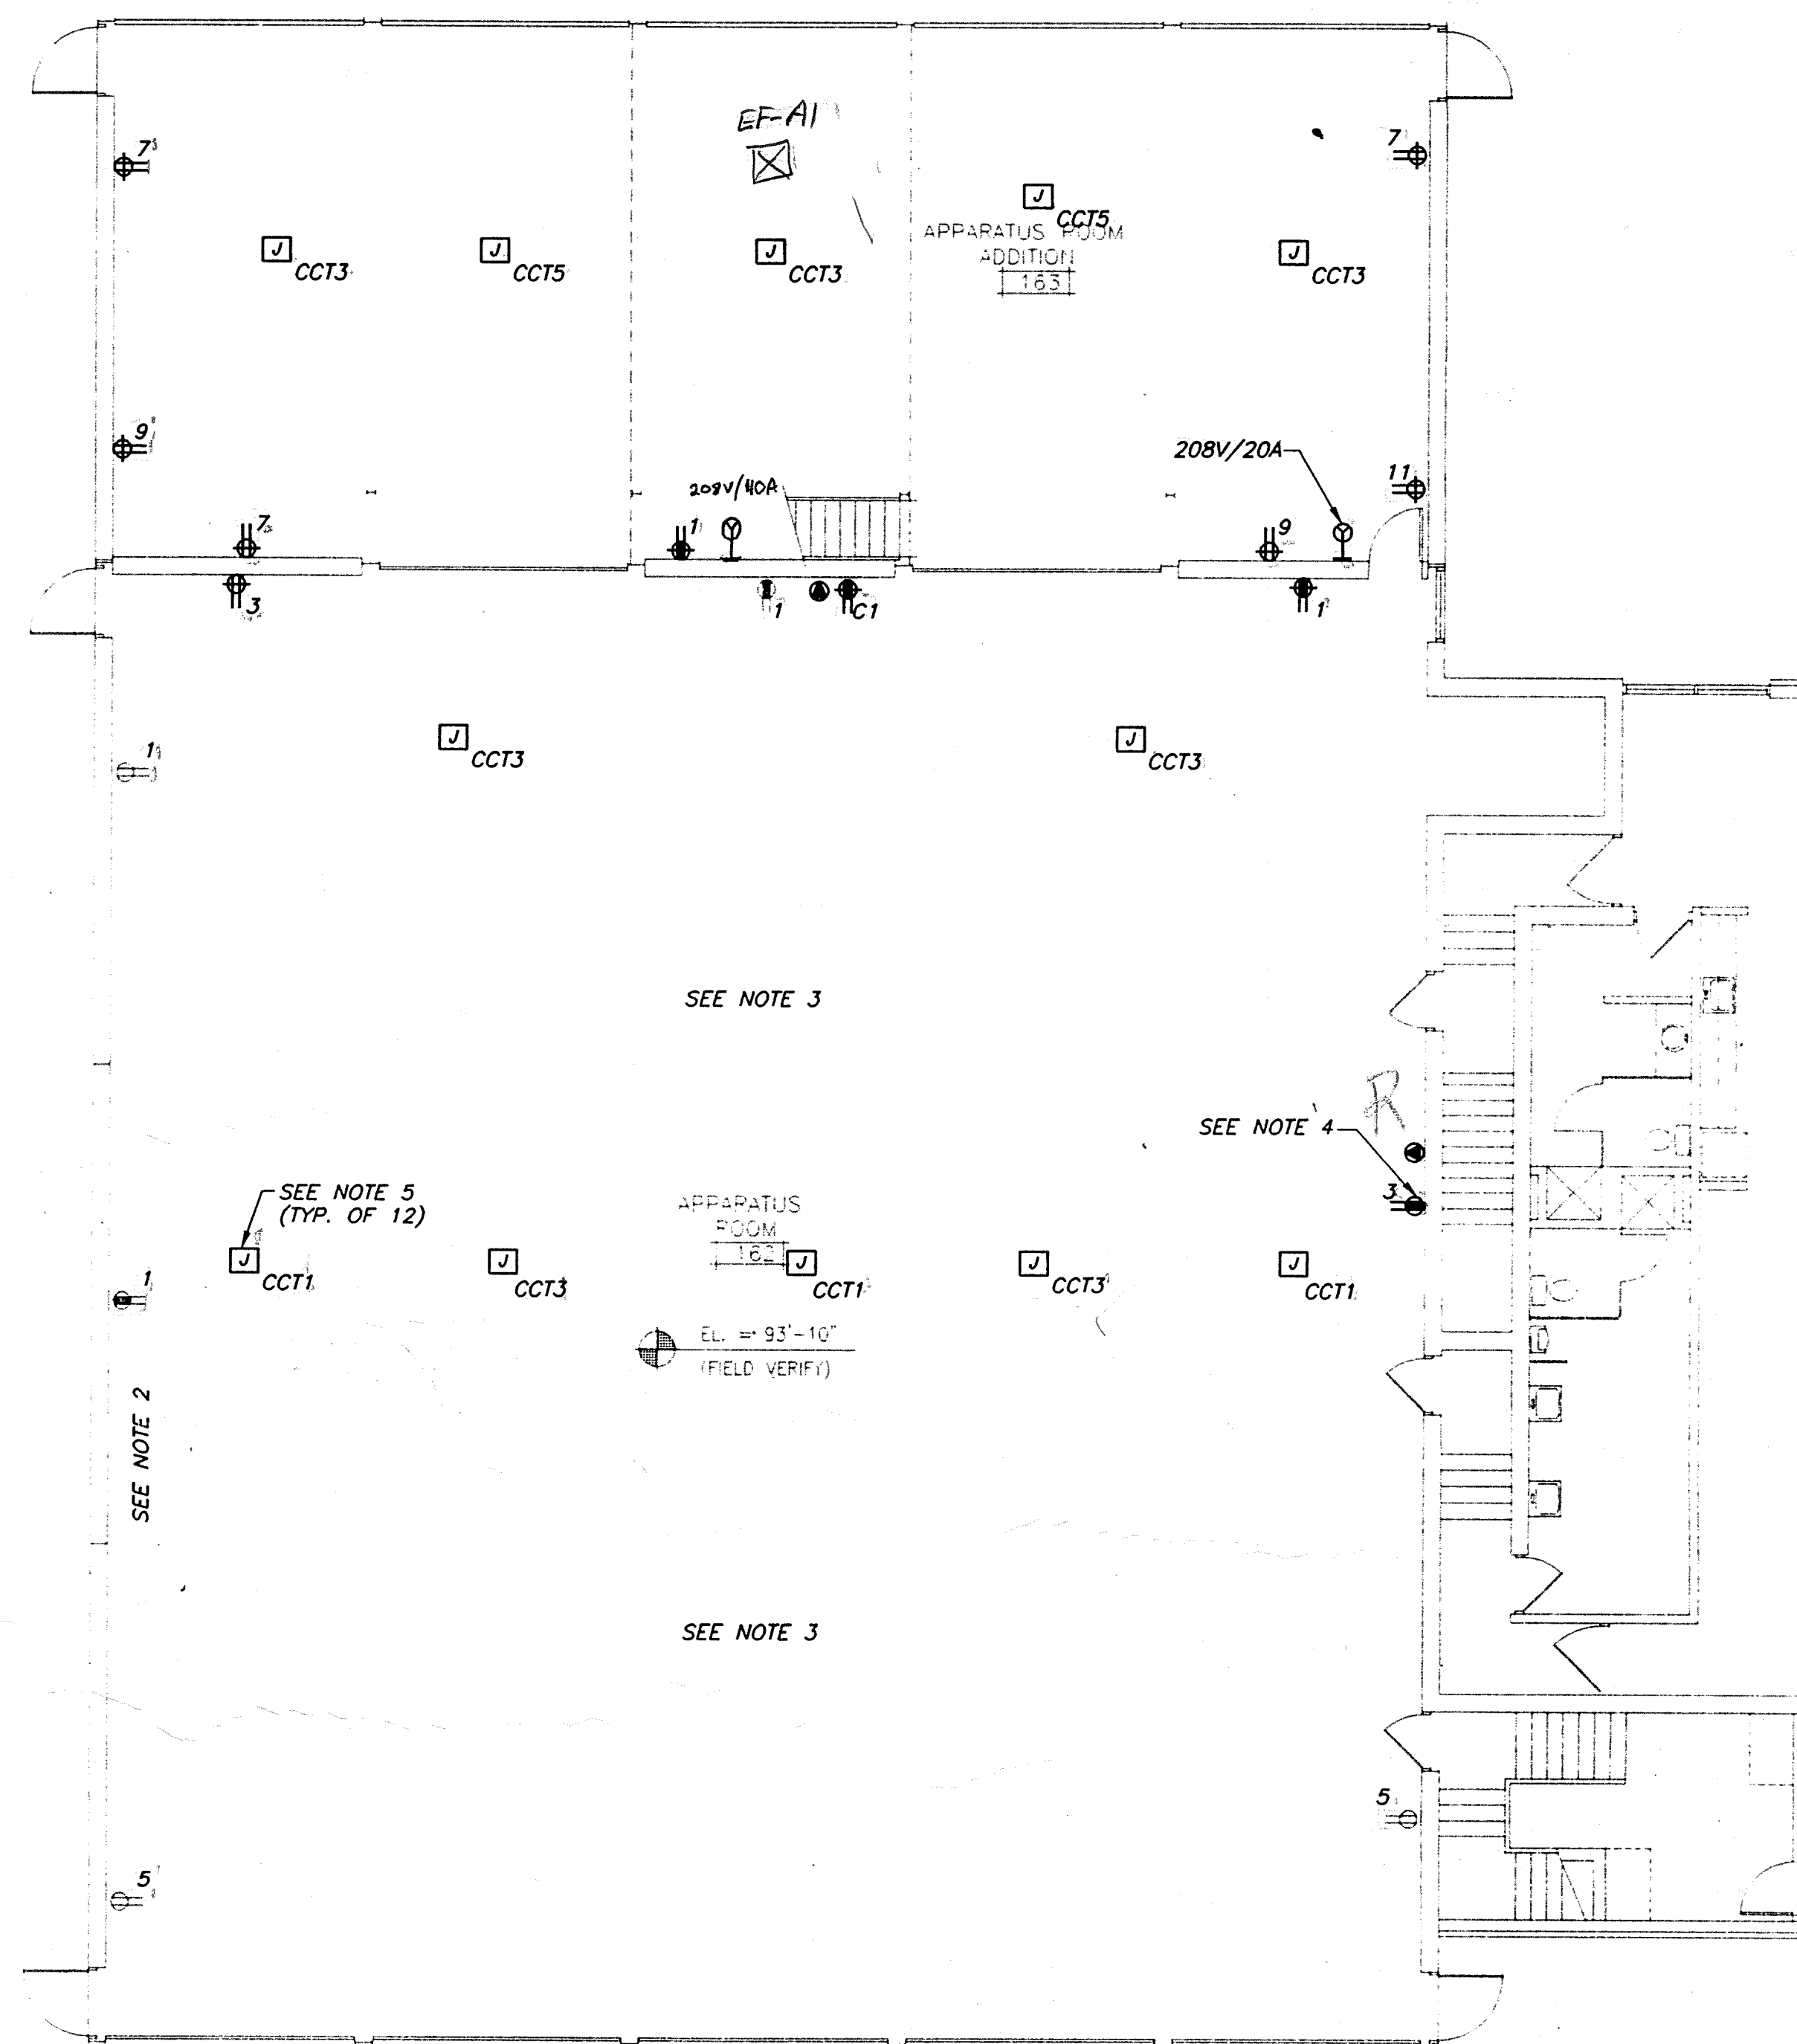 EF-A1
7
7
J
CCT5
APPARATUS ROOM
ADDITION
163
J
CCT3
J
CCT5
J
CCT3
J
CCT3
9
208V/20A
11
208V/40A
7
1
9
3
1
C1
1
J
CCT3
J
CCT3
1
SEE NOTE 3
R
SEE NOTE 4
3
SEE NOTE 5
(TYP. OF 12)
APPARATUS
ROOM
162
J
CCT1
J
CCT3
J
CCT1
J
CCT3
J
CCT1
1
EL. = 93'-10"
(FIELD VERIFY)
SEE NOTE 2
SEE NOTE 3
5
5